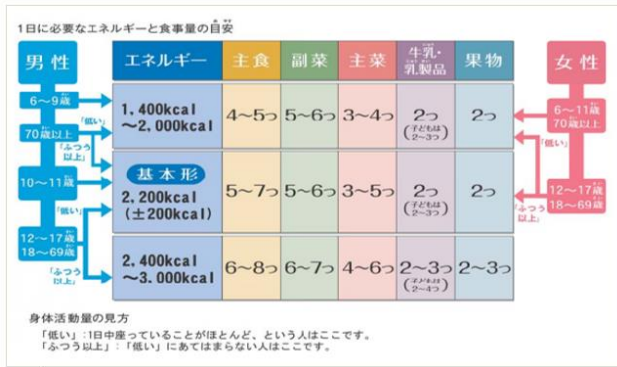 1日に必要なエネルギーと食事量の目安
男性
エネルギー 主食 副菜 主菜 牛乳・乳製品 果物
女性
6～9歳
70歳以上
「低い」
「ふつう以上」
10～11歳
「低い」
12～17歳
18～69歳
「ふつう以上」
1,400kcal
～2,000kcal
4～5つ 5～6つ 3～4つ 2つ 2つ
(子どもは2～3つ)
基本形
2,200kcal
(±200kcal)
5～7つ 5～6つ 3～5つ 2つ 2つ
(子どもは2～3つ)
2,400kcal
～3.000kcal
6～8つ 6～7つ 4～6つ 2～3つ 2～3つ
(子どもは2～4つ)
6～11歳
70歳以上
「低い」
12～17歳
18～69歳
「ふつう以上」
身体活動量の見方
「低い」:1日中座っていることがほとんど、という人はここです。
「ふつう以上」:「低い」にあてはまらない人はここです。